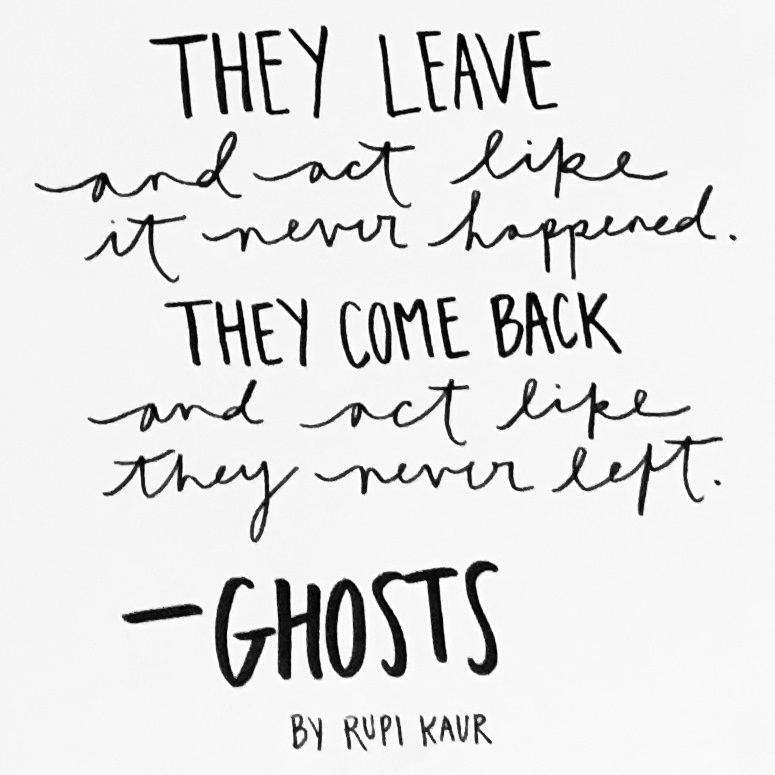 THEY LEAVE
and act like
it never happened.
THEY COME BACK
and act like
they never left.
—GHOSTS
BY RUPI KAUR